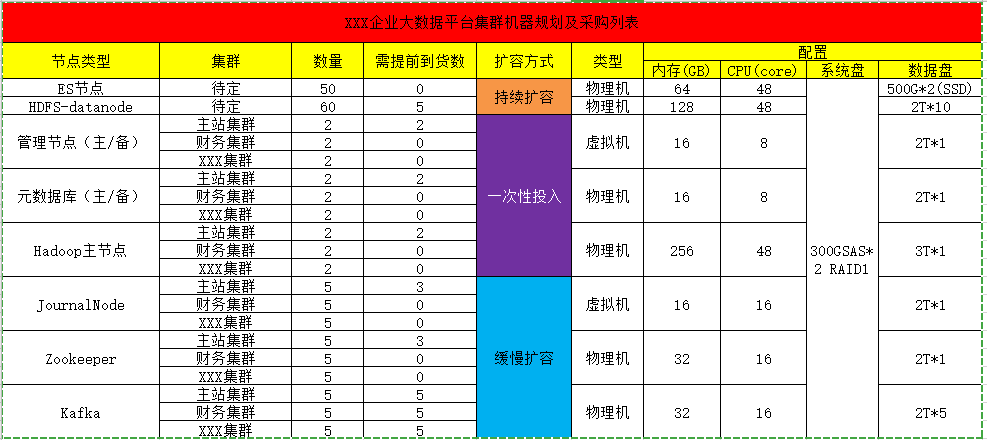 XXX企业大数据平台集群机器规划及采购列表
节点类型 集群 数量 需提前到货数 扩容方式 类型 配置
内存(GB) CPU(core) 系统盘 数据盘
ES节点 待定 50 0 持续扩容 物理机 64 48 300GSAS*2 RAID1 500G*2(SSD)
HDFS-datanode 待定 60 5 物理机 128 48 2T*10
管理节点（主/备） 主站集群 2 2 一次性投入 虚拟机 16 8 2T*1
财务集群 2 0
XXX集群 2 0
元数据库（主/备） 主站集群 2 2 物理机 16 8 2T*1
财务集群 2 0
XXX集群 2 0
Hadoop主节点 主站集群 2 2 物理机 256 48 3T*1
财务集群 2 0
XXX集群 2 0
JournalNode 主站集群 5 3 缓慢扩容 虚拟机 16 16 2T*1
财务集群 5 0
XXX集群 5 0
Zookeeper 主站集群 5 3 物理机 32 16 2T*1
财务集群 5 0
XXX集群 5 0
Kafka 主站集群 5 5 物理机 32 16 2T*5
财务集群 5 5
XXX集群 5 5